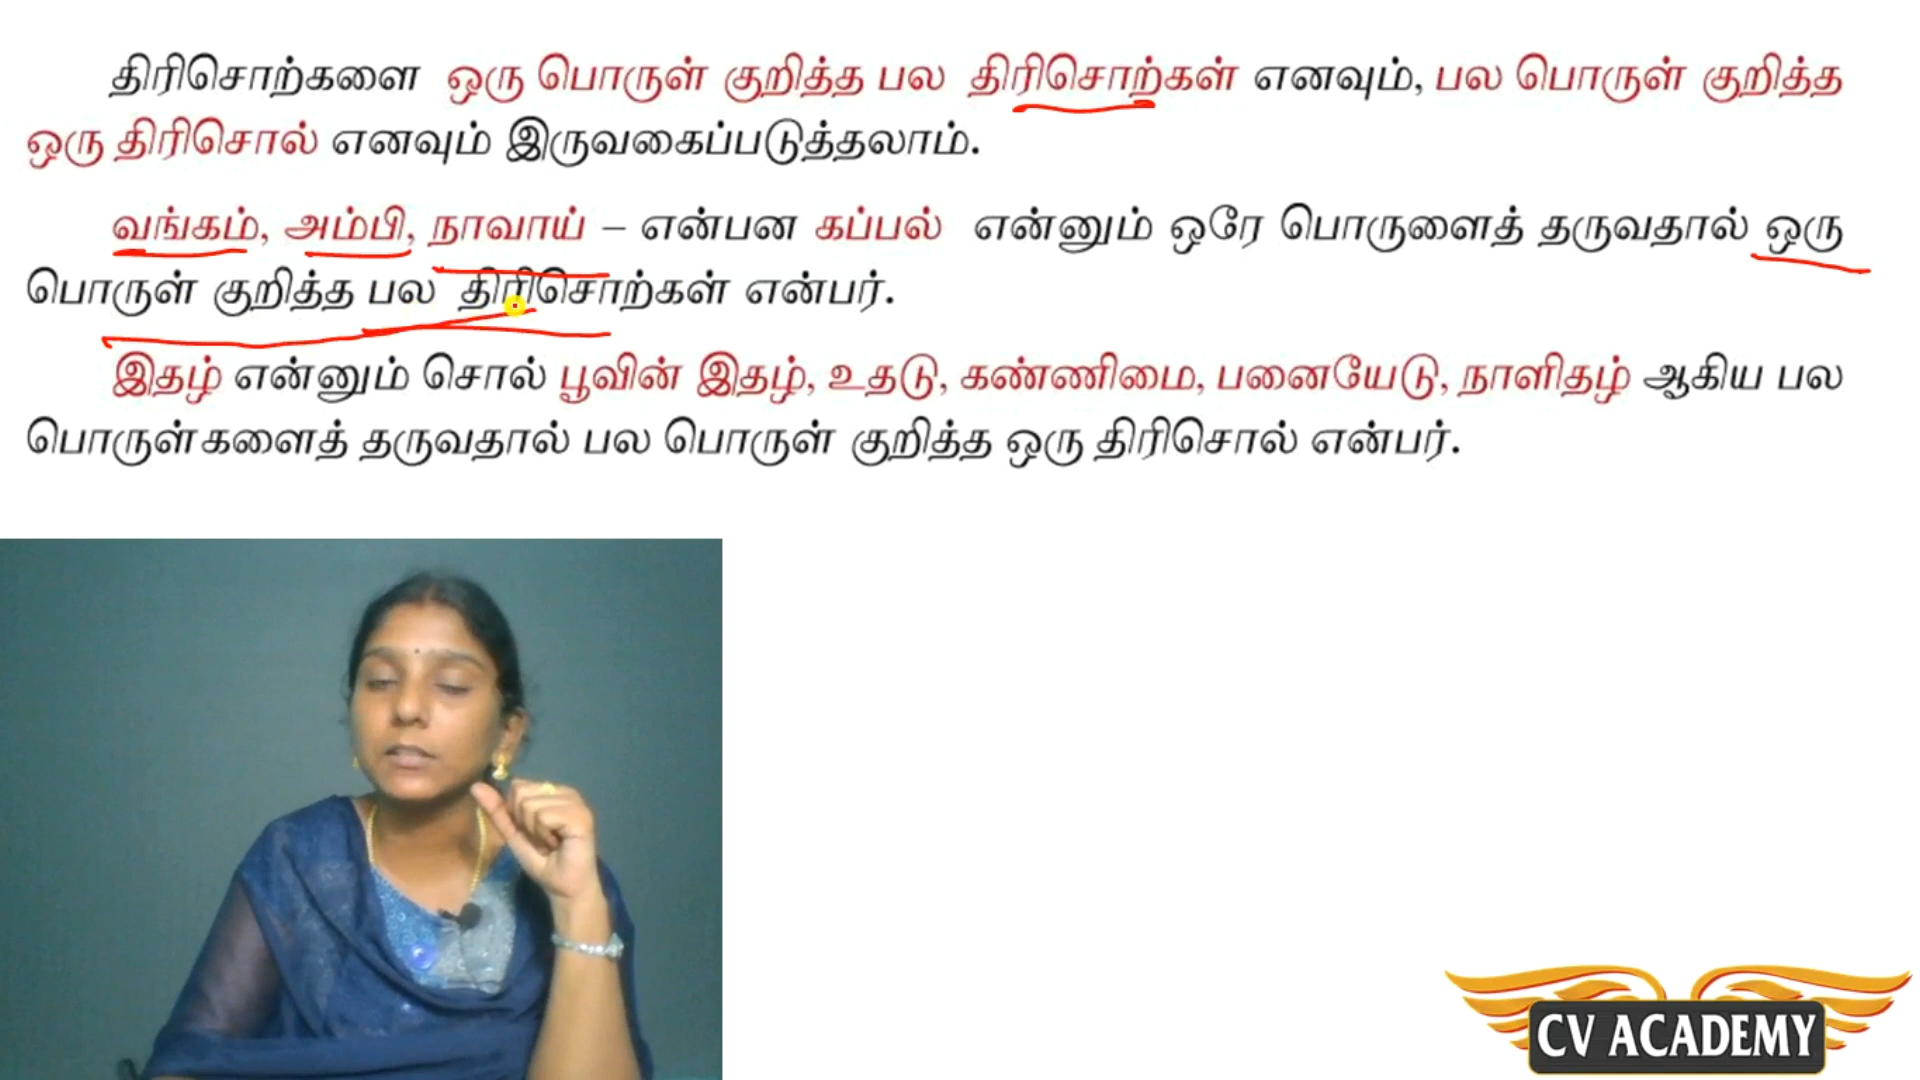 திரிசொற்களை ஒரு பொருள் குறித்த பல திரிசொற்கள் எனவும், பல பொருள் குறித்த
ஒரு திரிசொல் எனவும் இருவகைப்படுத்தலாம்.
வங்கம், அம்பி, நாவாய் – என்பன கப்பல் என்னும் ஒரே பொருளைத் தருவதால் ஒரு
பொருள் குறித்த பல திரிசொற்கள் என்பர்.
இதழ் என்னும் சொல் பூவின் இதழ், உதடு, கண்ணிமை, பனையேடு, நாளிதழ் ஆகிய பல
பொருள்களைத் தருவதால் பல பொருள் குறித்த ஒரு திரிசொல் என்பர்.
CV ACADEMY